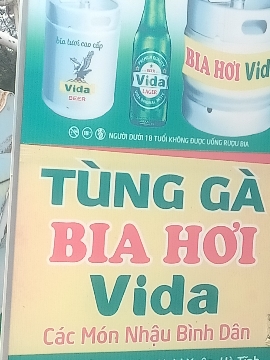 bia tươi cao cấp
Vida
BEER
Vida
LAGER
BIA HƠI Vid
NGƯỜI DƯỚI 18 TUỔI KHÔNG ĐƯỢC UỐNG RƯỢU BIA
TÙNG GÀ
BIA HƠI
Vida
Các Món Nhậu Bình Dân